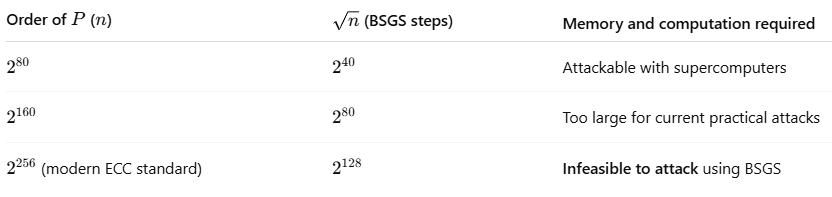 Order of P (n) √n (BSGS steps) Memory and computation required
2^80 2^40 Attackable with supercomputers
2^160 2^80 Too large for current practical attacks
2^256 (modern ECC standard) 2^128 Infeasible to attack using BSGS